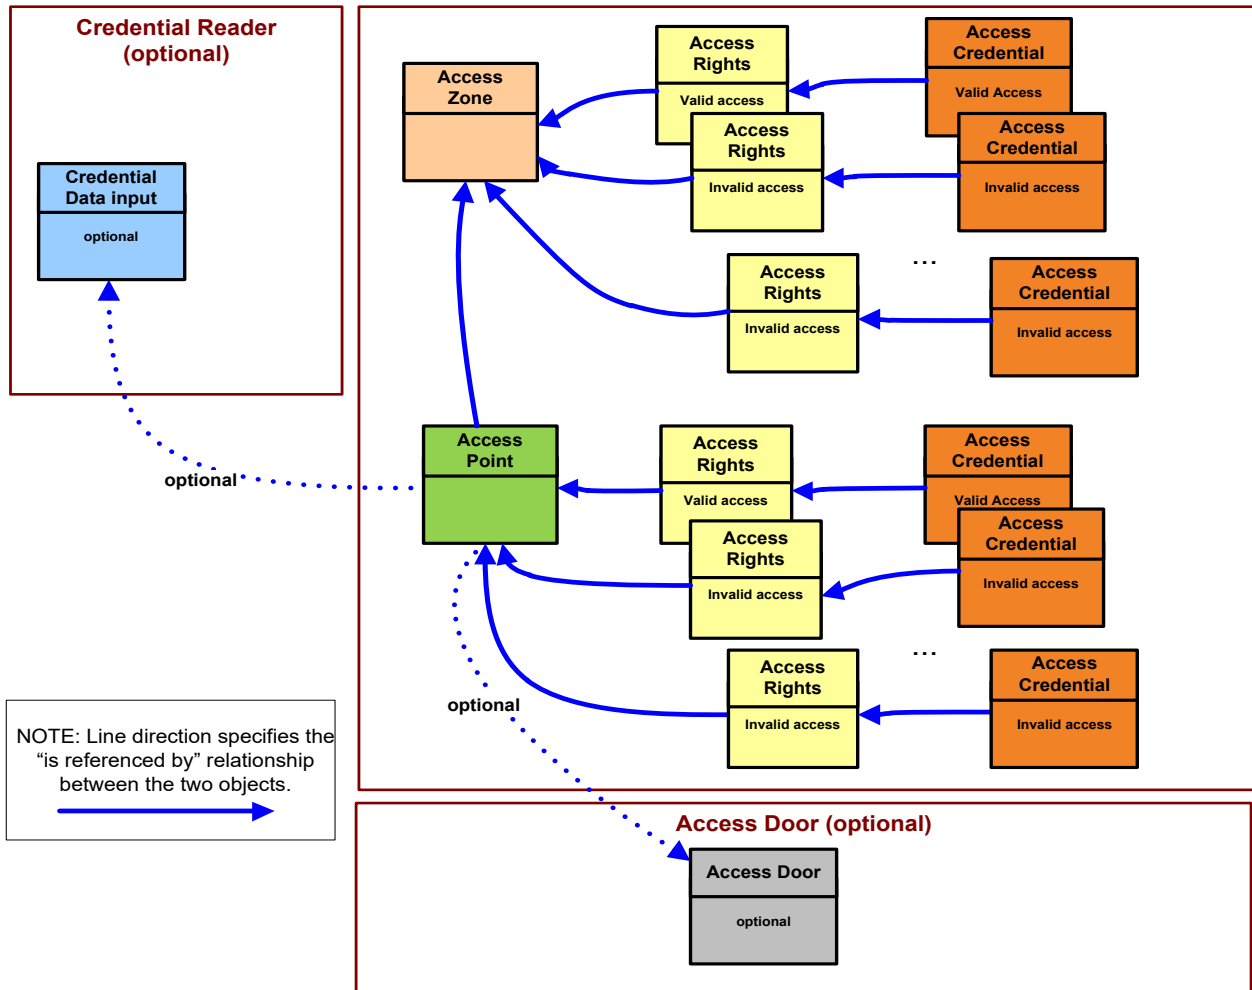 Credential Reader
(optional)
Credential
Data input
optional
optional
NOTE: Line direction specifies the
“is referenced by” relationship
between the two objects.
Access
Zone
Access
Rights
Valid access
Access
Credential
Valid Access
Access
Rights
Invalid access
Access
Credential
Invalid access
...
Access
Rights
Invalid access
Access
Credential
Invalid access
Access
Point
Access
Rights
Valid access
Access
Credential
Valid Access
Access
Rights
Invalid access
Access
Credential
Invalid access
...
Access
Rights
Invalid access
Access
Credential
Invalid access
optional
Access Door (optional)
Access Door
optional